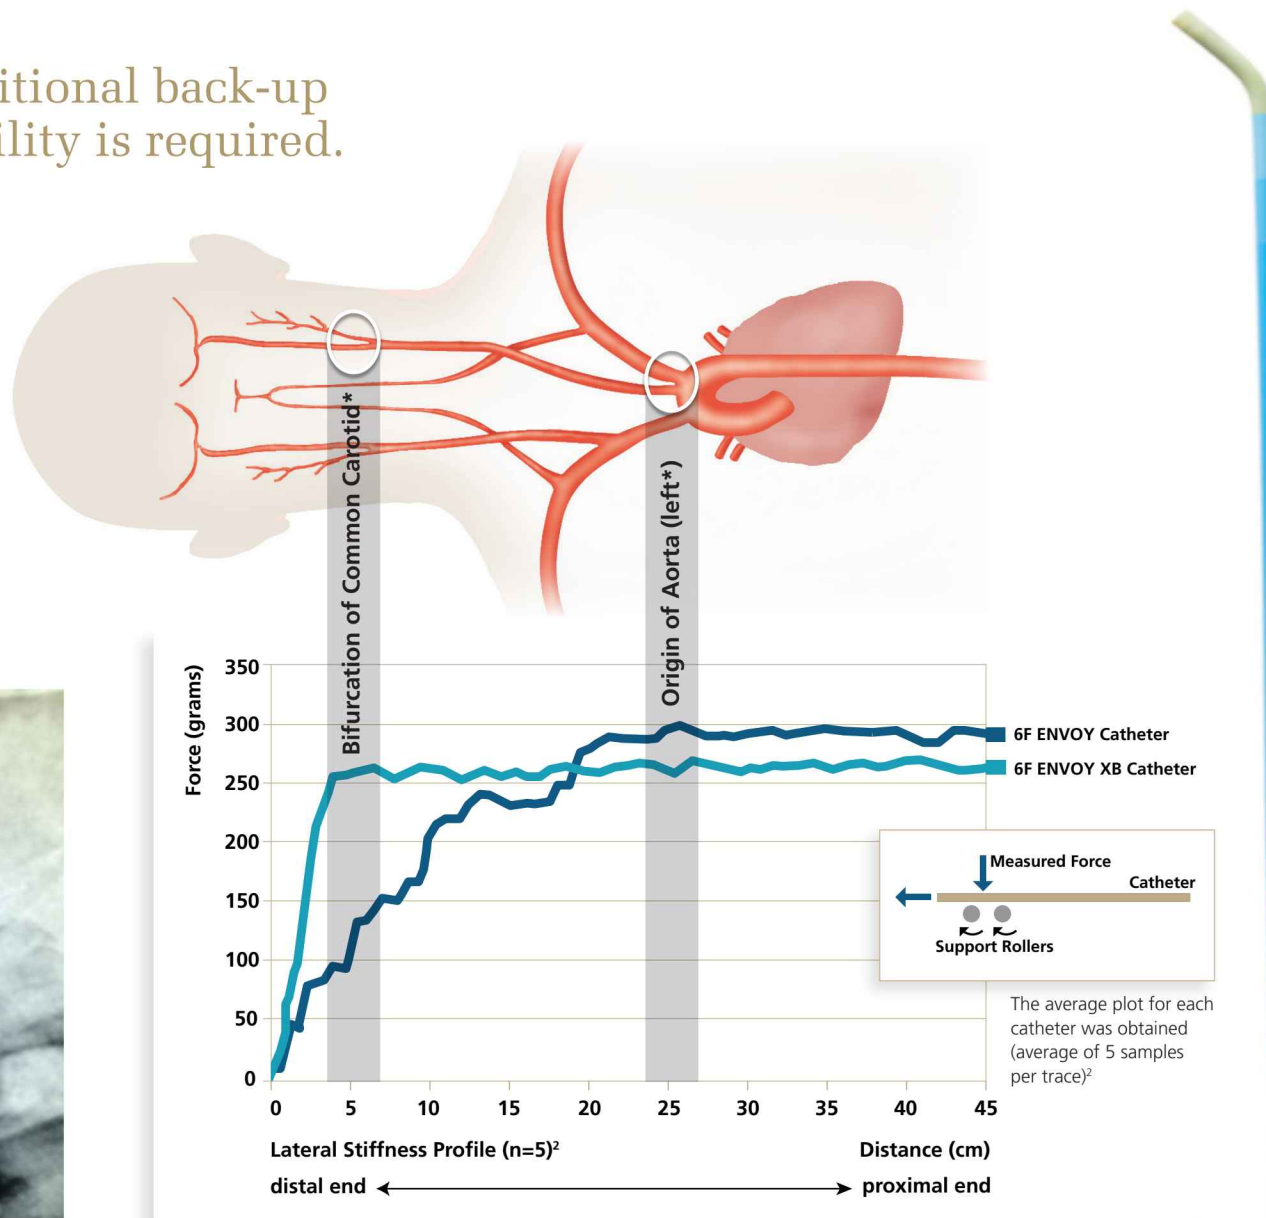 itional back-up
ility is required.
Bifurcation of Common Carotid*
Origin of Aorta (left*)
Force (grams)
350
300
250
200
150
100
50
0
0 5 10 15 20 25 30 35 40 45
6F ENVOY Catheter
6F ENVOY XB Catheter
Measured Force
Catheter
Support Rollers
The average plot for each
catheter was obtained
(average of 5 samples
per trace)²
Lateral Stiffness Profile (n=5)² Distance (cm)
distal end proximal end